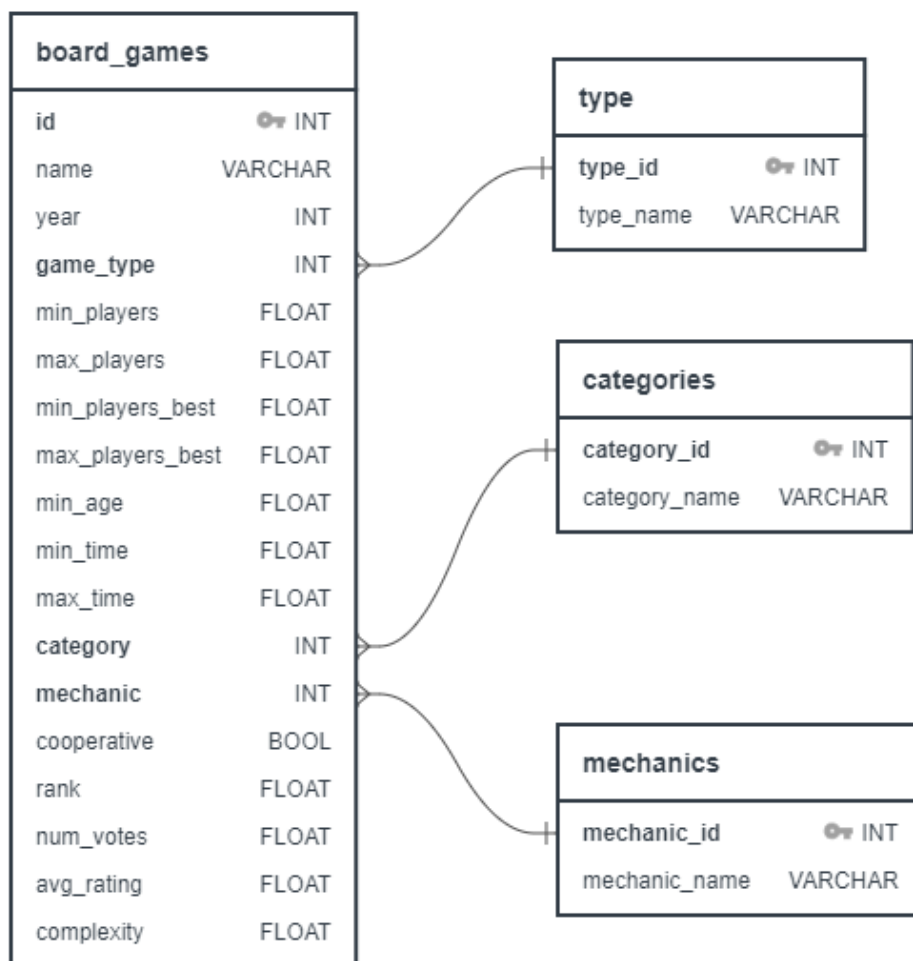 board_games
id INT
name VARCHAR
year INT
game_type INT
min_players FLOAT
max_players FLOAT
min_players_best FLOAT
max_players_best FLOAT
min_age FLOAT
min_time FLOAT
max_time FLOAT
category INT
mechanic INT
cooperative BOOL
rank FLOAT
num_votes FLOAT
avg_rating FLOAT
complexity FLOAT
type
type_id INT
type_name VARCHAR
categories
category_id INT
category_name VARCHAR
mechanics
mechanic_id INT
mechanic_name VARCHAR